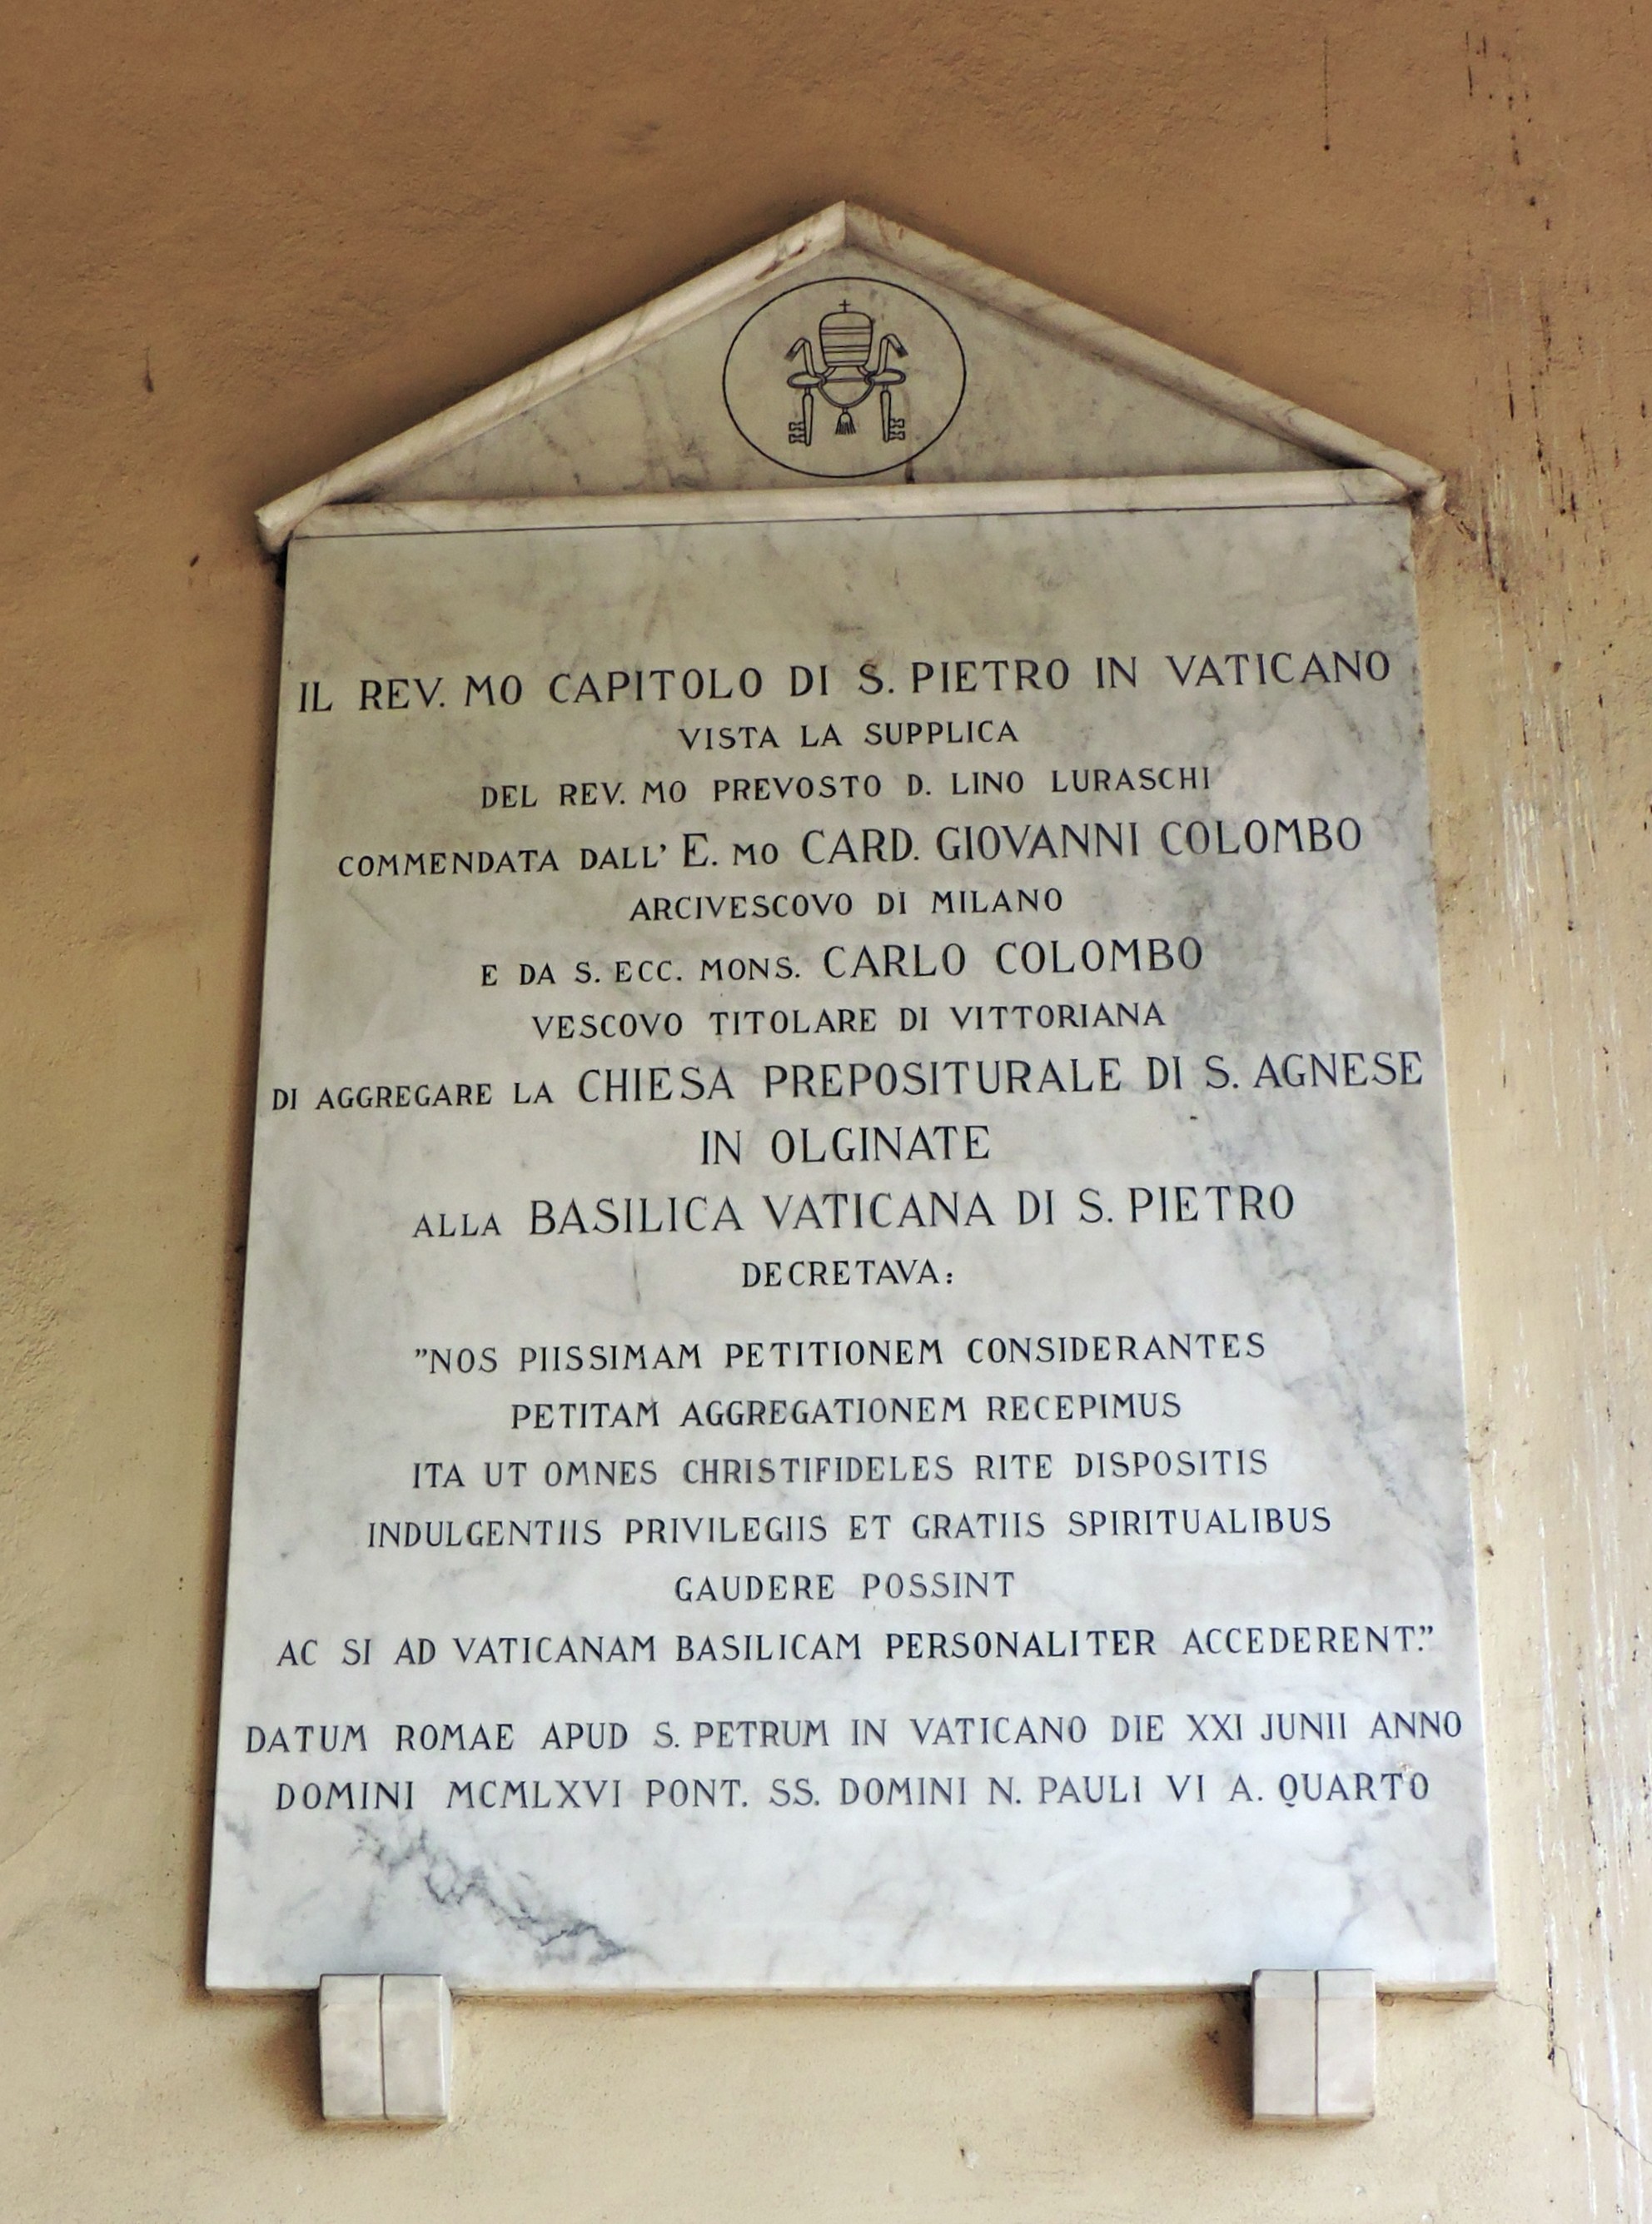 IL REV. MO CAPITOLO DI S. PIETRO IN VATICANO
VISTA LA SUPPLICA
DEL REV. MO PREVOSTO D. LINO LURASCHI
COMMENDATA DALL' E. MO CARD. GIOVANNI COLOMBO
ARCIVESCOVO DI MILANO
E DA S. ECC. MONS. CARLO COLOMBO
VESCOVO TITOLARE DI VITTORIANA
DI AGGREGARE LA CHIESA PREPOSITURALE DI S. AGNESE
IN OLGINATE
ALLA BASILICA VATICANA DI S. PIETRO
DECRETAVA:
"NOS PIISSIMAM PETITIONEM CONSIDERANTES
PETITAM AGGREGATIONEM RECEPIMUS
ITA UT OMNES CHRISTIFIDELES RITE DISPOSITIS
INDULGENTIIS PRIVILEGIIS ET GRATIIS SPIRITUALIBUS
GAUDERE POSSINT
AC SI AD VATICANAM BASILICAM PERSONALITER ACCEDERENT."
DATUM ROMAE APUD S. PETRUM IN VATICANO DIE XXI JUNII ANNO
DOMINI MCMLXVI PONT. SS. DOMINI N. PAULI VI A. QUARTO